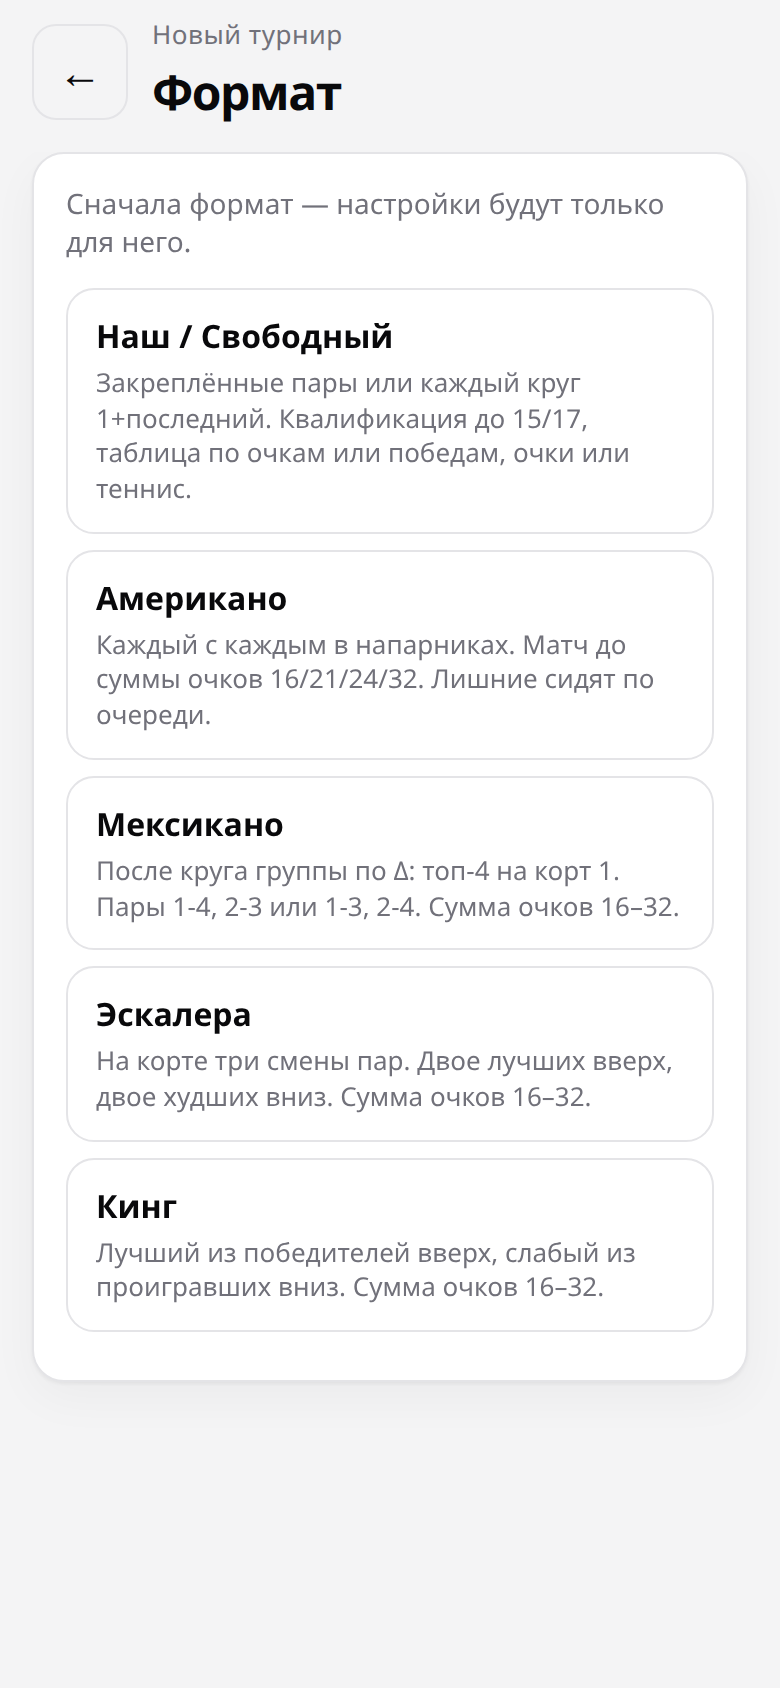 Новый турнир
←
Формат
Сначала формат — настройки будут только
для него.
Наш / Свободный
Закреплённые пары или каждый круг
1+последний. Квалификация до 15/17,
таблица по очкам или победам, очки или
теннис.
Американо
Каждый с каждым в напарниках. Матч до
суммы очков 16/21/24/32. Лишние сидят по
очереди.
Мексикано
После круга группы по Δ: топ-4 на корт 1.
Пары 1-4, 2-3 или 1-3, 2-4. Сумма очков 16–32.
Эскалера
На корте три смены пар. Двое лучших вверх,
двое худших вниз. Сумма очков 16–32.
Кинг
Лучший из победителей вверх, слабый из
проигравших вниз. Сумма очков 16–32.